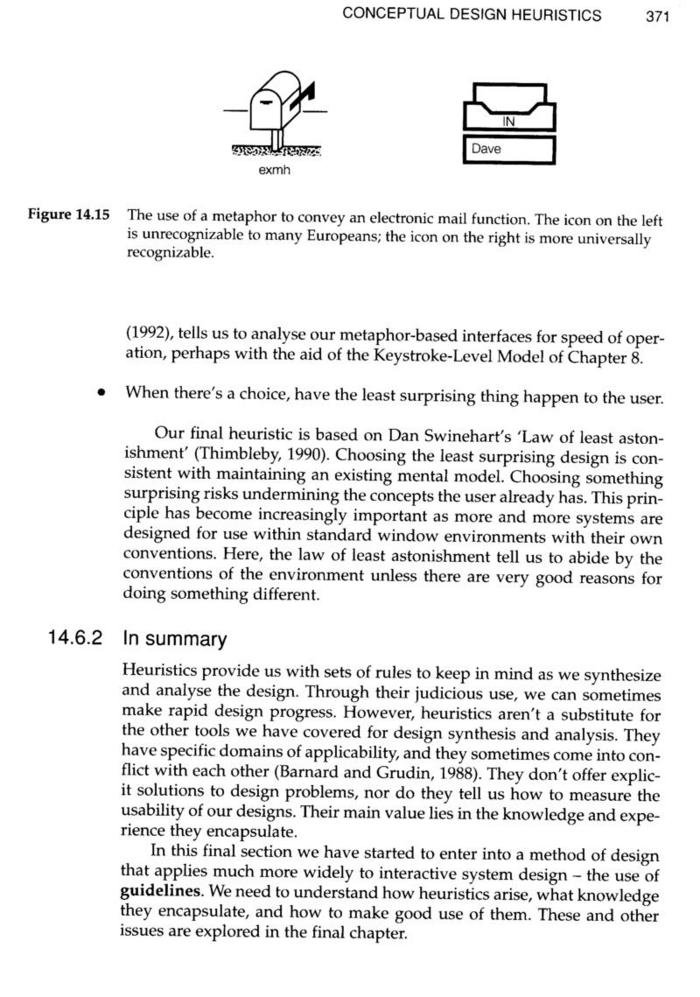 CONCEPTUAL DESIGN HEURISTICS 371
IN
Dave
exmh
Figure 14.15 The use of a metaphor to convey an electronic mail function. The icon on the left
is unrecognizable to many Europeans; the icon on the right is more universally
recognizable.
(1992), tells us to analyse our metaphor-based interfaces for speed of oper-
ation, perhaps with the aid of the Keystroke-Level Model of Chapter 8.
• When there's a choice, have the least surprising thing happen to the user.
Our final heuristic is based on Dan Swinehart's 'Law of least aston-
ishment' (Thimbleby, 1990). Choosing the least surprising design is con-
sistent with maintaining an existing mental model. Choosing something
surprising risks undermining the concepts the user already has. This prin-
ciple has become increasingly important as more and more systems are
designed for use within standard window environments with their own
conventions. Here, the law of least astonishment tell us to abide by the
conventions of the environment unless there are very good reasons for
doing something different.
14.6.2 In summary
Heuristics provide us with sets of rules to keep in mind as we synthesize
and analyse the design. Through their judicious use, we can sometimes
make rapid design progress. However, heuristics aren't a substitute for
the other tools we have covered for design synthesis and analysis. They
have specific domains of applicability, and they sometimes come into con-
flict with each other (Barnard and Grudin, 1988). They don't offer explic-
it solutions to design problems, nor do they tell us how to measure the
usability of our designs. Their main value lies in the knowledge and expe-
rience they encapsulate.
In this final section we have started to enter into a method of design
that applies much more widely to interactive system design – the use of
guidelines. We need to understand how heuristics arise, what knowledge
they encapsulate, and how to make good use of them. These and other
issues are explored in the final chapter.